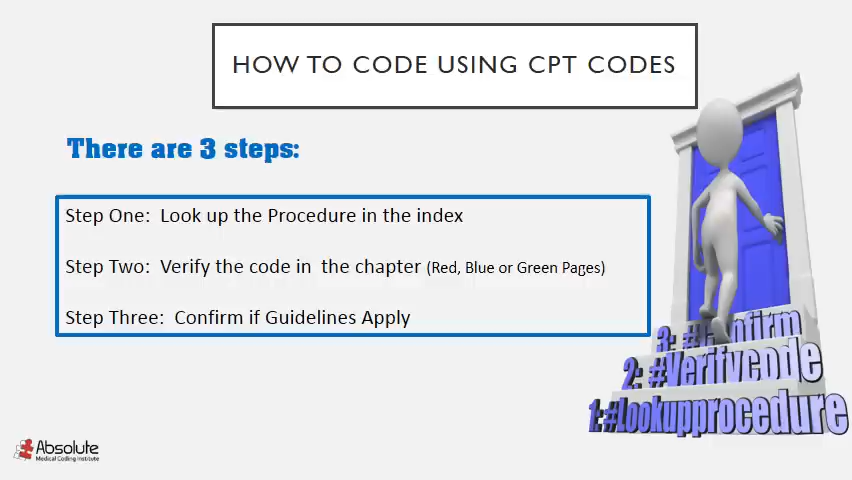 HOW TO CODE USING CPT CODES
There are 3 steps:
Step One: Look up the Procedure in the index
Step Two: Verify the code in the chapter (Red, Blue or Green Pages)
Step Three: Confirm if Guidelines Apply
3: #Confirm
2: #Verifycode
1:#Lookupprocedure
Absolute
Medical Coding Institute